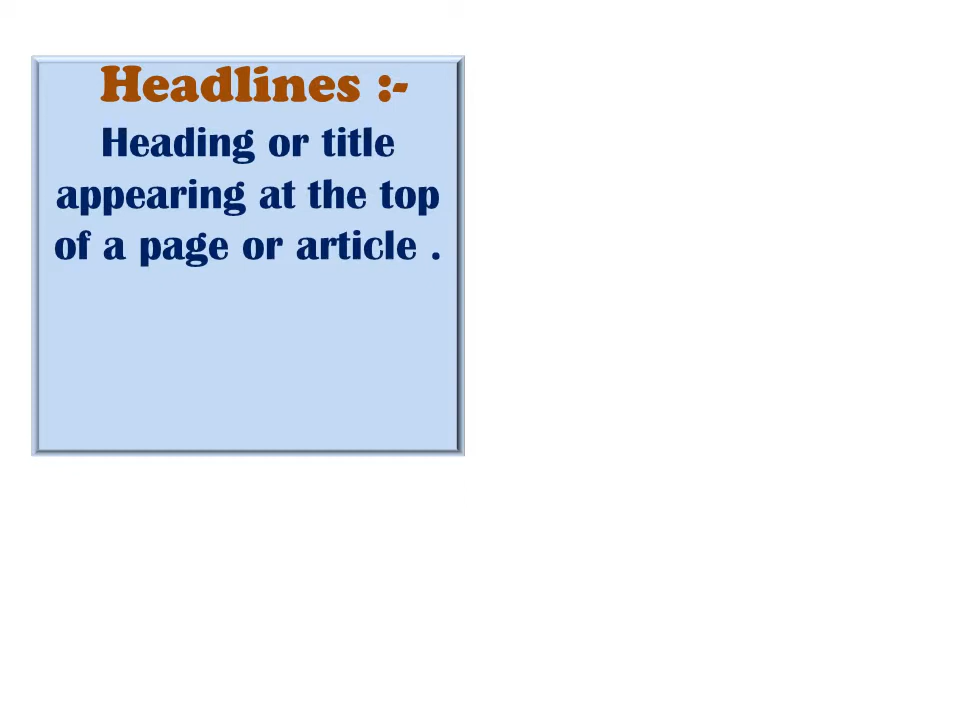 Headlines :-
Heading or title
appearing at the top
of a page or article .